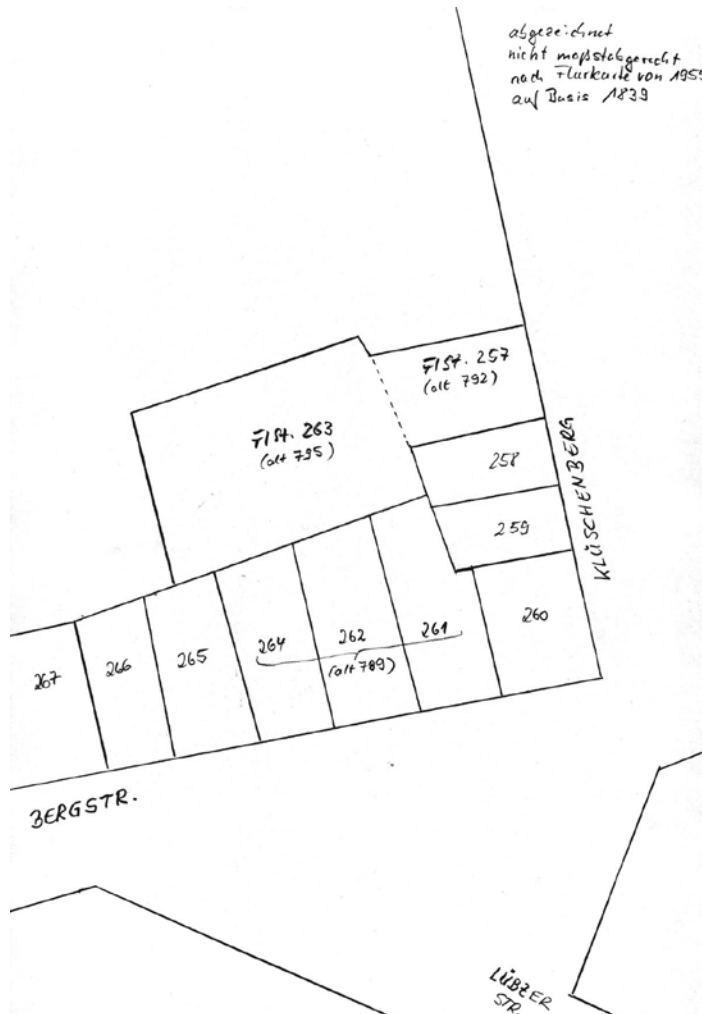 abgezeichnet
nicht maßstabgerecht
nach Flurkarte von 1955
auf Basis 1839
FlSt. 257
(alt 792)
FlSt. 263
(alt 795)
258
259
KLÜSCHENBERG
260
261
262
264
(alt 789)
265
266
267
BERGSTR.
LÜBZER
STR.